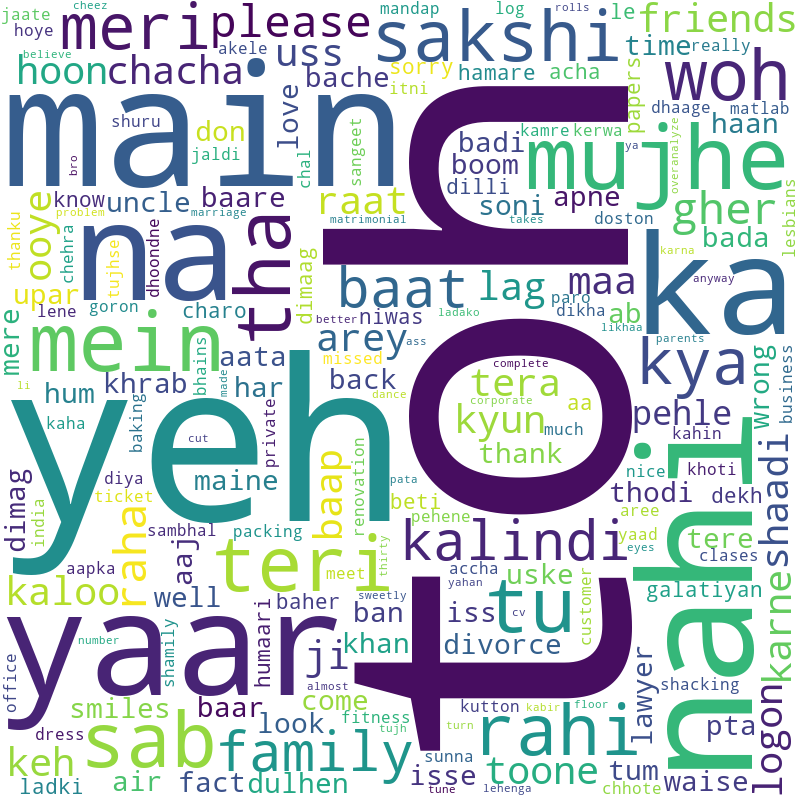 jaate
cheez
mandap
log
rolls
le
friends
hoye
meri
please
akele
uss
sakshi
time
really
believe
hoon
chacha
bache
sorry
hamare
acha
papers
woh
itni
main
shuru
don
love
jaldi
chal
sangeet
badi
kamre
kerwa
dhaage
matlab
haan
ya
overanalyze
boom
mujhe
lesbians
bro
dilli
know
uncle
baare
raat
soni
apne
gher
thanku
ooye
problem
marriage
matrimonial
takes
doston
bada
chehra
na
tha
toh
ka
tujhse
dhoondne
dimaag
baat
lag
maa
anyway
karna
upar
lene
goron
charo
better
niwas
paro
dikha
ab
likhaa
parents
mere
mein
aata
missed
arey
ass
ladako
kya
wrong
business
li
hum
khrab
bhains
made
har
back
complete
tera
aa
corporate
dance
kaha
baking
cut
private
kyun
much
pehle
kahin
yeh
renovation
baap
thank
nahi
nice
khoti
dimag
india
diya
ticket
maine
beti
pata
thodi
dekh
shaadi
raha
sambhal
packing
pehene
aree
yaad
tere
aapka
aaj
teri
meet
thirty
kalindi
eyes
clases
kaloo
well
baher
sweetly
accha
yahan
uske
tu
customer
galatiyan
karne
yaar
number
shamily
humaari
ban
iss
cv
ji
khan
divorce
lawyer
office
almost
come
shacking
logon
smiles
baar
look
fitness
tujh
kutton
kabir
floor
pta
dress
sab
family
turn
rahi
keh
sunna
air
fact
dulhen
isse
toone
tum
waise
ladki
tune
lehenga
chhote